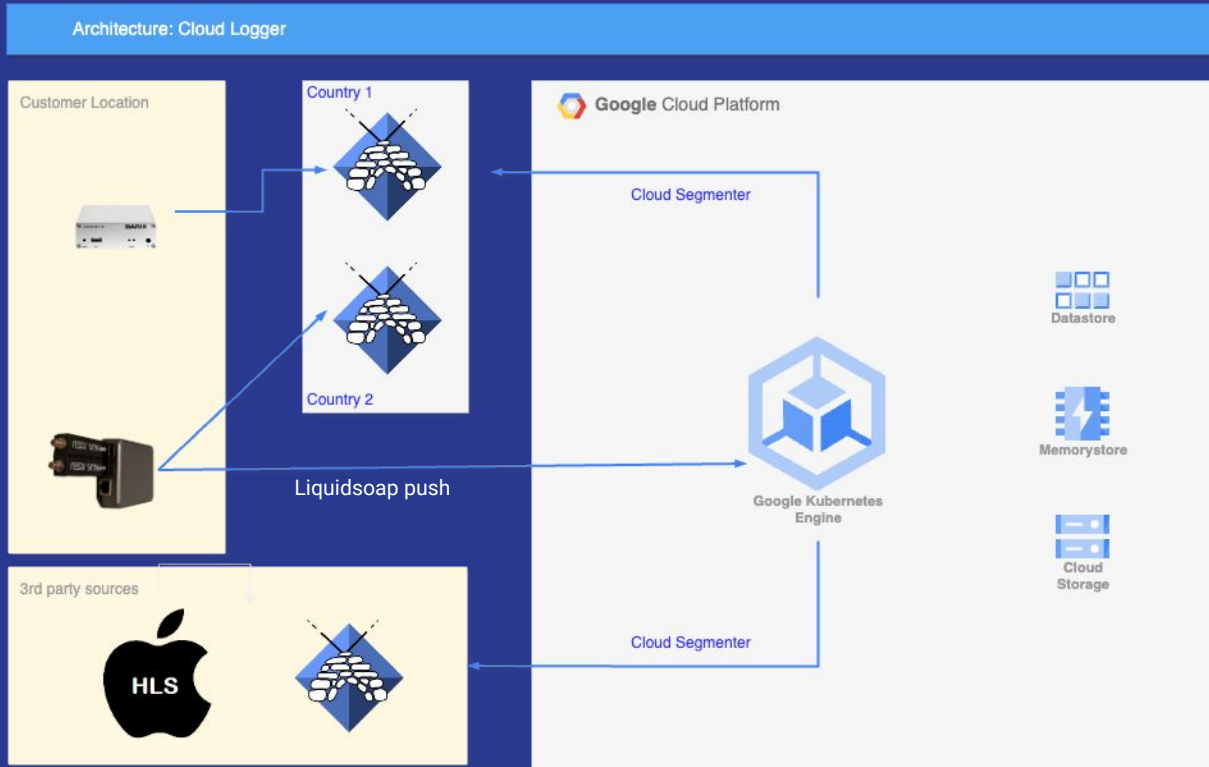 Architecture: Cloud Logger
Customer Location
Country 1
Google Cloud Platform
Cloud Segmenter
BARIX
Datastore
Country 2
Memorystore
Liquidsoap push
Google Kubernetes
Engine
Cloud
Storage
3rd party sources
HLS
Cloud Segmenter